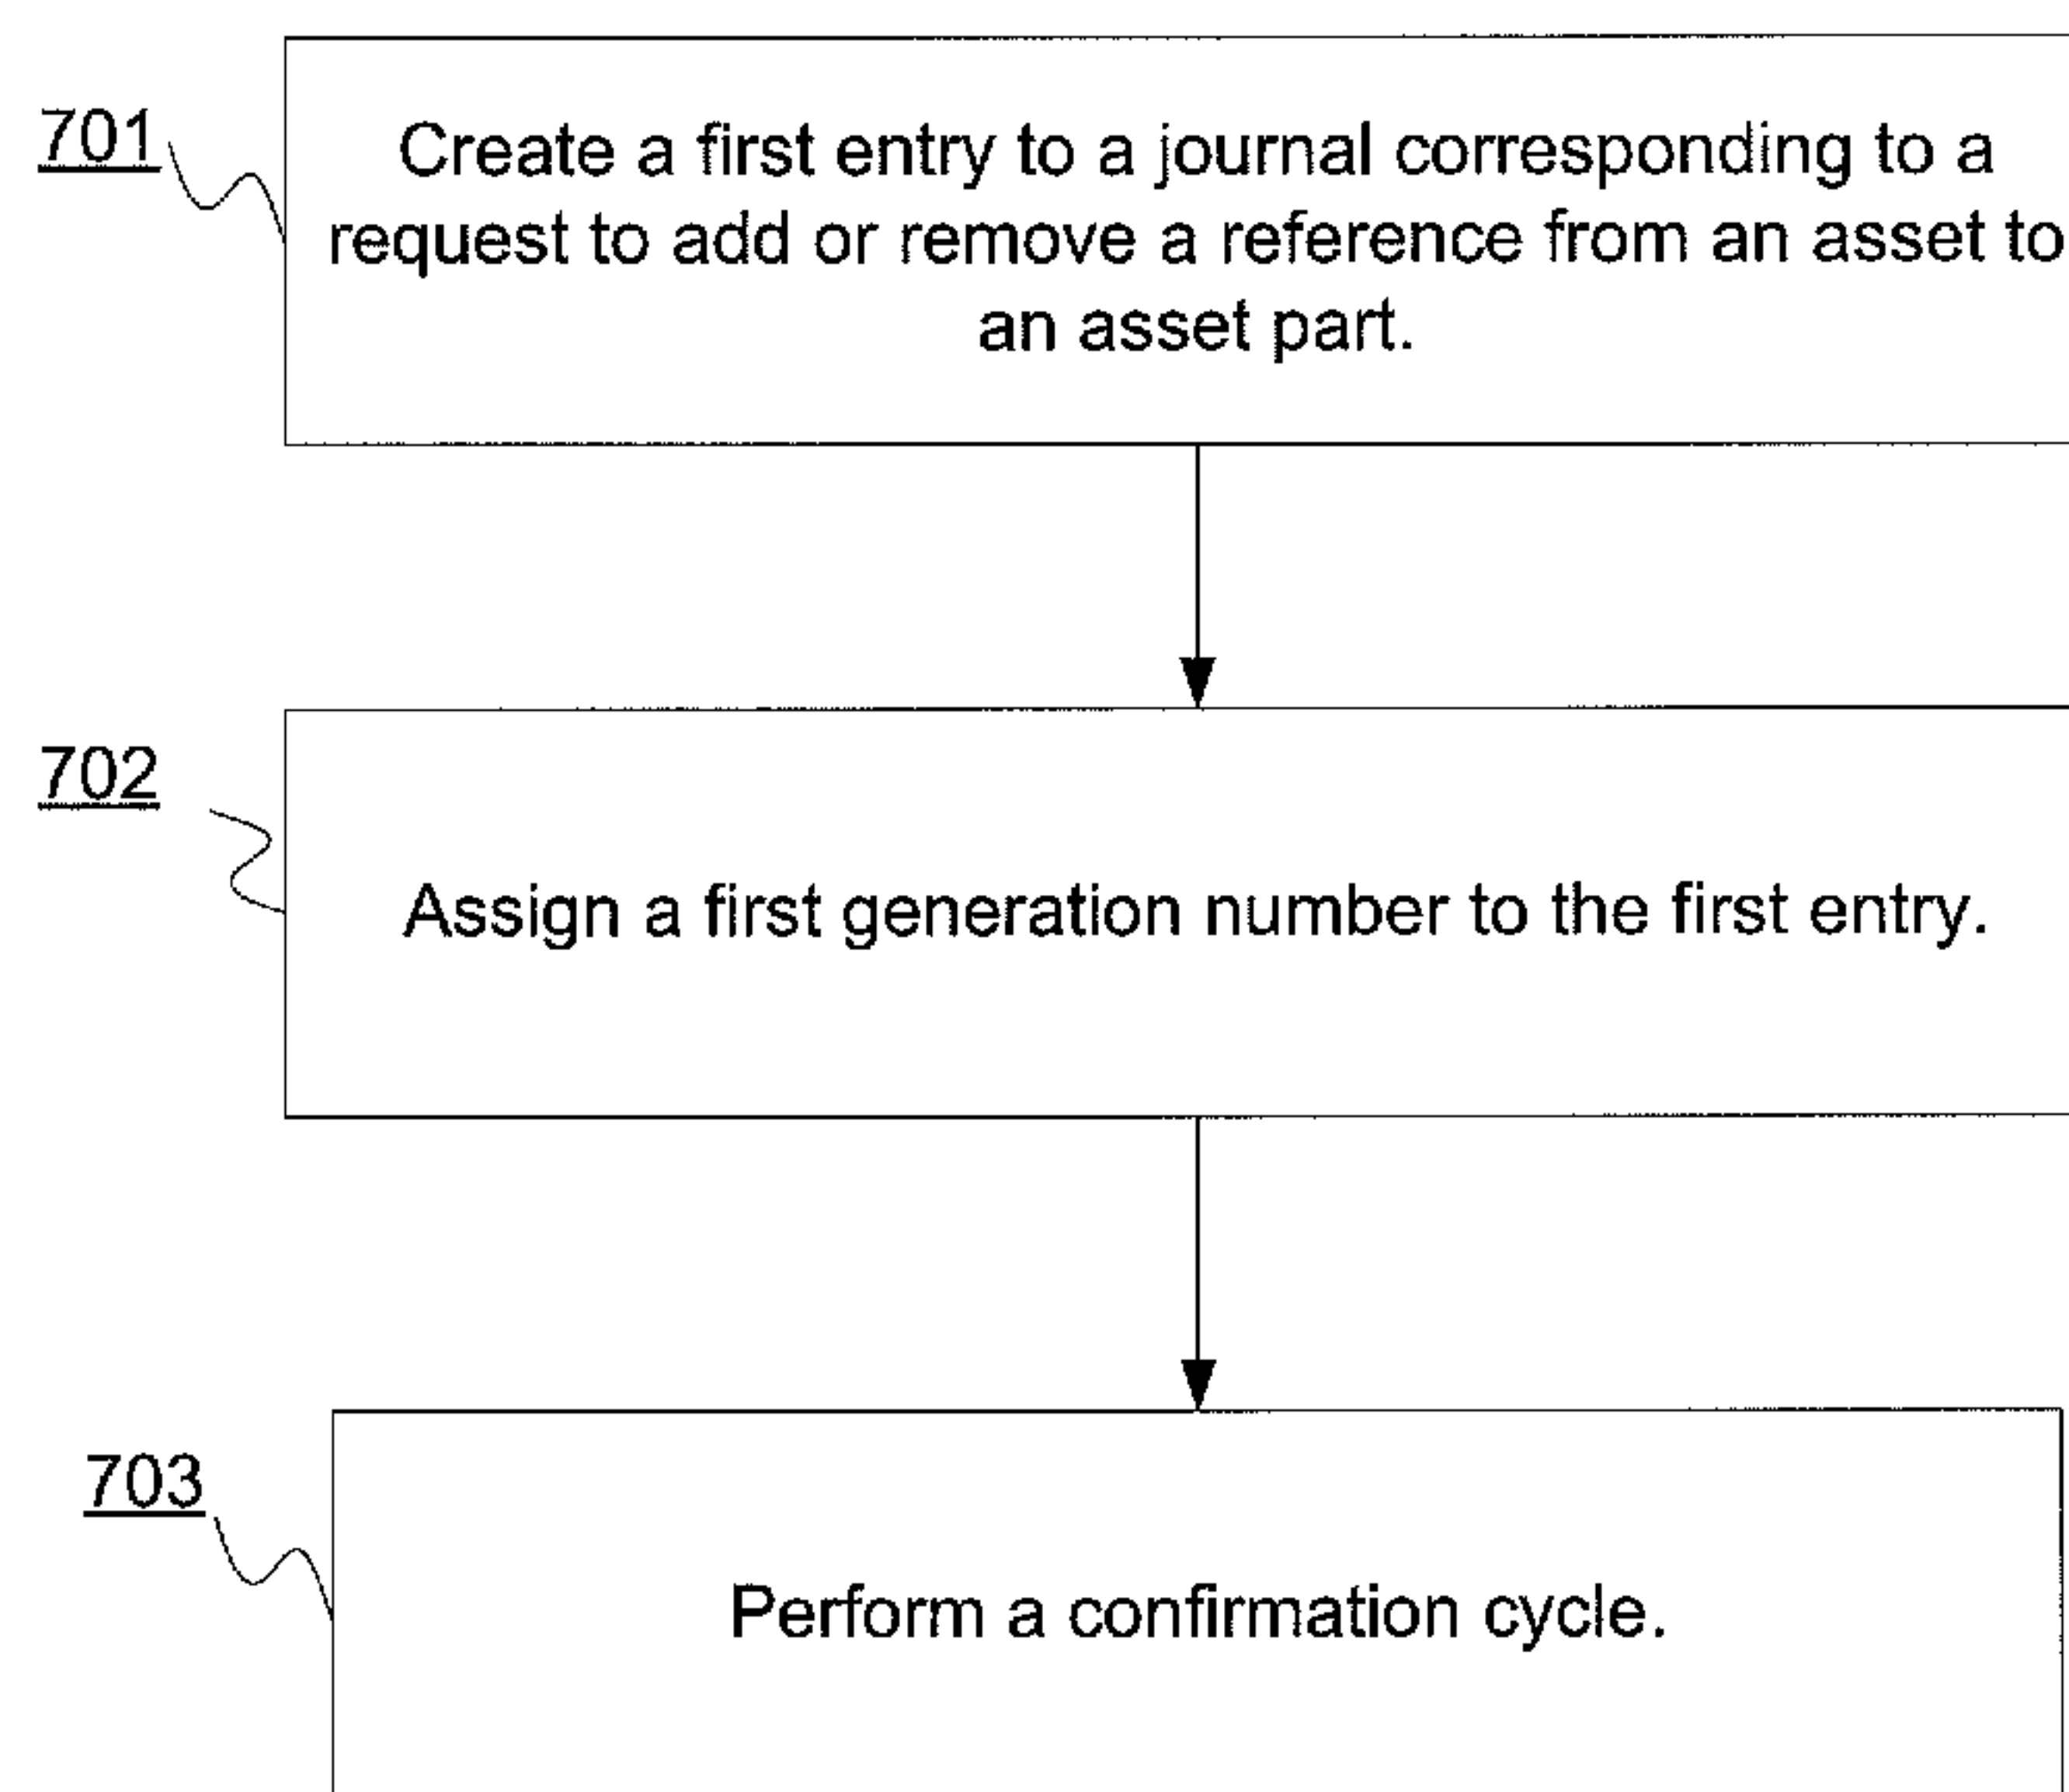 701
Create a first entry to a journal corresponding to a
request to add or remove a reference from an asset to
an asset part.
702
Assign a first generation number to the first entry.
703
Perform a confirmation cycle.